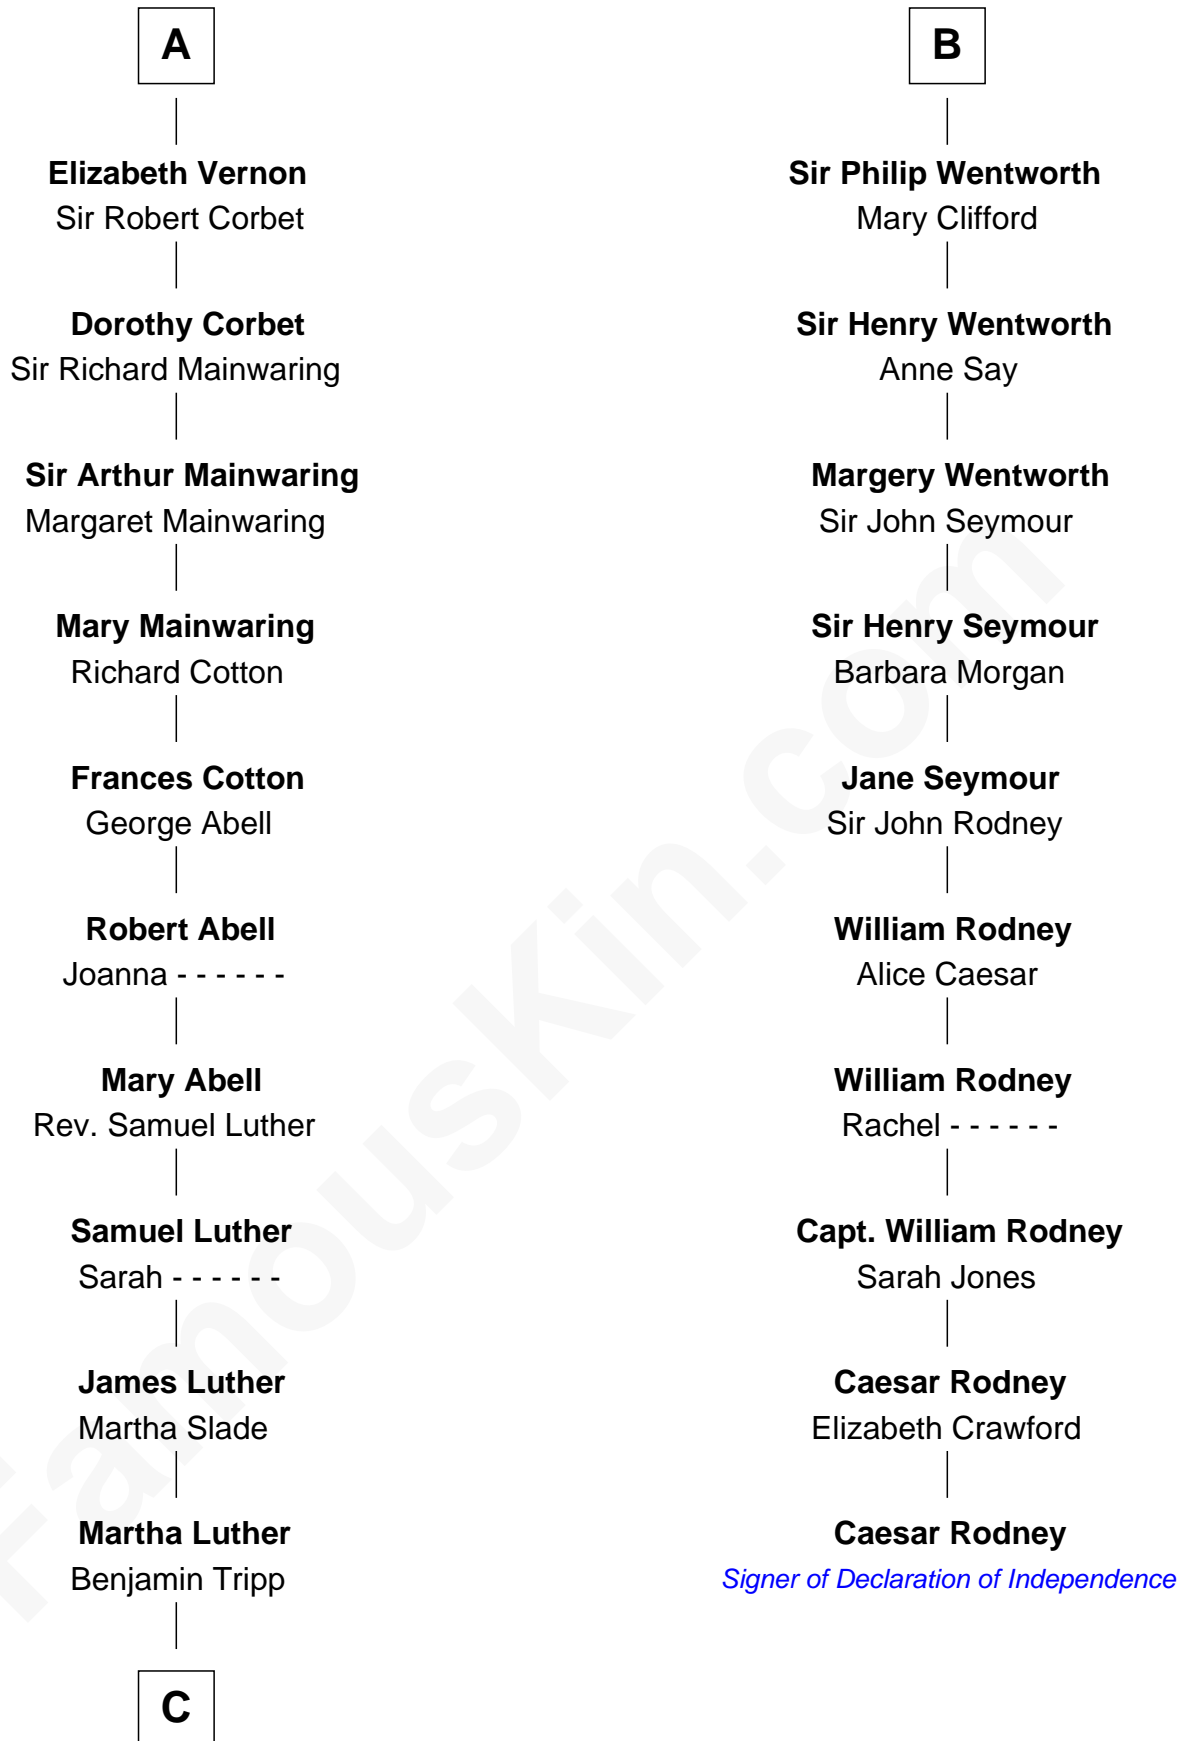 A
Elizabeth Vernon
Sir Robert Corbet
Dorothy Corbet
Sir Richard Mainwaring
Sir Arthur Mainwaring
Margaret Mainwaring
Mary Mainwaring
Richard Cotton
Frances Cotton
George Abell
Robert Abell
Joanna - - - - - -
Mary Abell
Rev. Samuel Luther
Samuel Luther
Sarah - - - - - -
James Luther
Martha Slade
Martha Luther
Benjamin Tripp
C
B
Sir Philip Wentworth
Mary Clifford
Sir Henry Wentworth
Anne Say
Margery Wentworth
Sir John Seymour
Sir Henry Seymour
Barbara Morgan
Jane Seymour
Sir John Rodney
William Rodney
Alice Caesar
William Rodney
Rachel - - - - - -
Capt. William Rodney
Sarah Jones
Caesar Rodney
Elizabeth Crawford
Caesar Rodney
Signer of Declaration of Independence
FamousKin.com